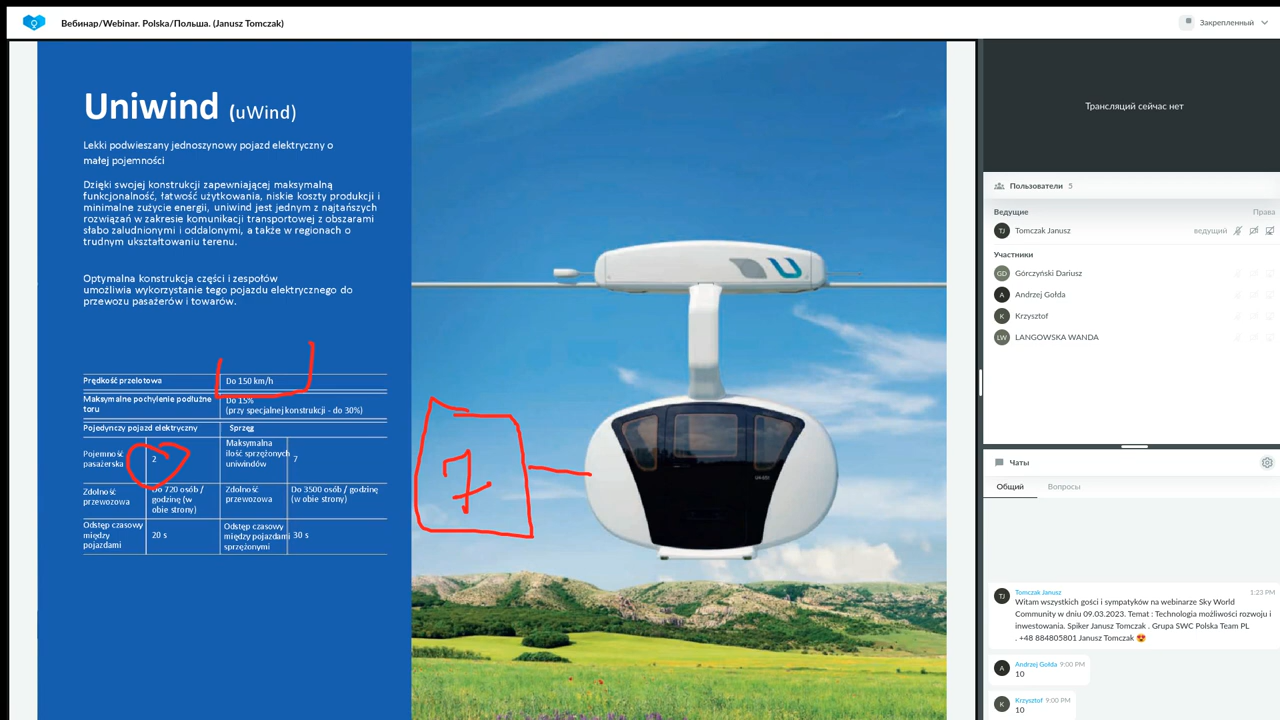 Вебинар/Webinar. Polska/Польша. (Janusz Tomczak)
Закрепленный
Uniwind (uWind)
Lekki podwieszany jednoszynowy pojazd elektryczny o
małej pojemności
Dzięki swojej konstrukcji zapewniającej maksymalną
funkcjonalność, łatwość użytkowania, niskie koszty produkcji i
minimalne zużycie energii, uniwind jest jednym z najtańszych
rozwiązań w zakresie komunikacji transportowej z obszarami
słabo zaludnionymi i oddalonymi, a także w regionach o
trudnym ukształtowaniu terenu.
Optymalna konstrukcja części i zespołów
umożliwia wykorzystanie tego pojazdu elektrycznego do
przewozu pasażerów i towarów.
Prędkość przelotowa
Do 150 km/h
Maksymalne pochylenie podłużne
toru
Do 15%
(przy specjalnej konstrukcji - do 30%)
Pojedynczy pojazd elektryczny
Sprzęg
Pojemność
pasażerska
2
Maksymalna
ilość sprzężonych
uniwindów
7
Zdolność
przewozowa
Do 720 osób /
godzinę (w
obie strony)
Zdolność
przewozowa
Do 3500 osób / godzinę
(w obie strony)
Odstęp czasowy
między
pojazdami
20 s
Odstęp czasowy
między pojazdami
sprzężonymi
30 s
7
Трансляций сейчас нет
Пользователи 5
Ведущие
Права
TJ Tomczak Janusz
ведущий
Участники
GD Górczyński Dariusz
A Andrzej Gołda
K Krzysztof
LW LANGOWSKA WANDA
Чаты
Общий
Вопросы
TJ Tomczak Janusz 1:23 PM
Witam wszystkich gości i sympatyków na webinarze Sky World
Community w dniu 09.03.2023. Temat : Technologia możliwości rozwoju i
inwestowania. Spiker Janusz Tomczak . Grupa SWC Polska Team PL
. +48 884805801 Janusz Tomczak 😍
A Andrzej Gołda 9:00 PM
10
K Krzysztof 9:00 PM
10